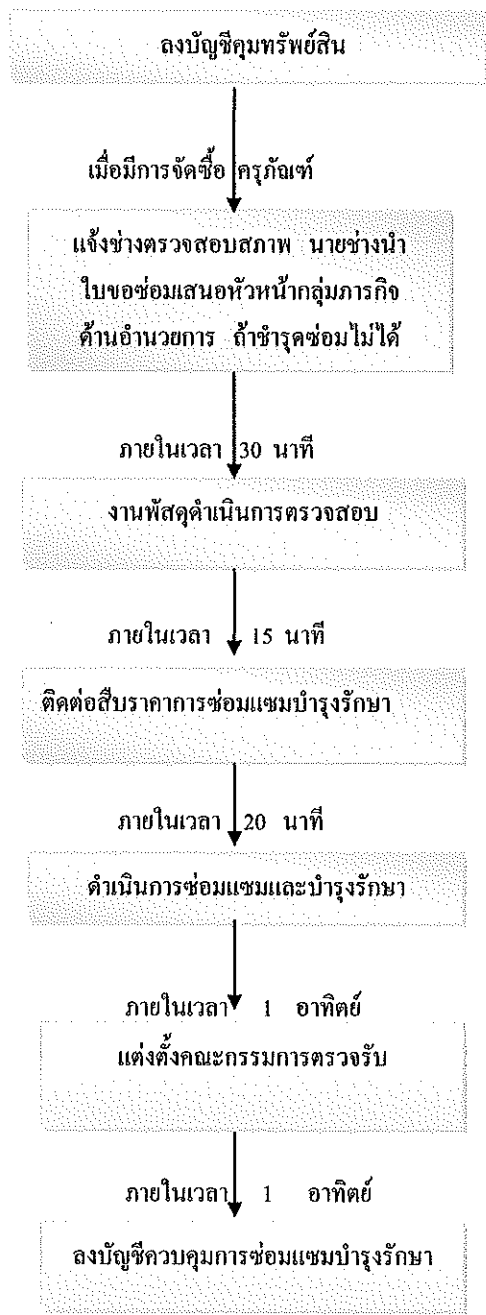 ลงบัญชีคุมทรัพย์สิน
เมื่อมีการจัดซื้อ ครุภัณฑ์
แจ้งช่างตรวจสอบสภาพ นายช่างนำ
ใบขอซ่อมเสนอหัวหน้ากลุ่มภารกิจ
ด้านอำนวยการ ถ้าชำรุดซ่อมไม่ได้
ภายในเวลา 30 นาที
งานพัสดุดำเนินการตรวจสอบ
ภายในเวลา 15 นาที
ติดต่อสืบราคาการซ่อมแซมบำรุงรักษา
ภายในเวลา 20 นาที
ดำเนินการซ่อมแซมและบำรุงรักษา
ภายในเวลา 1 อาทิตย์
แต่งตั้งคณะกรรมการตรวจรับ
ภายในเวลา 1 อาทิตย์
ลงบัญชีควบคุมการซ่อมแซมบำรุงรักษา